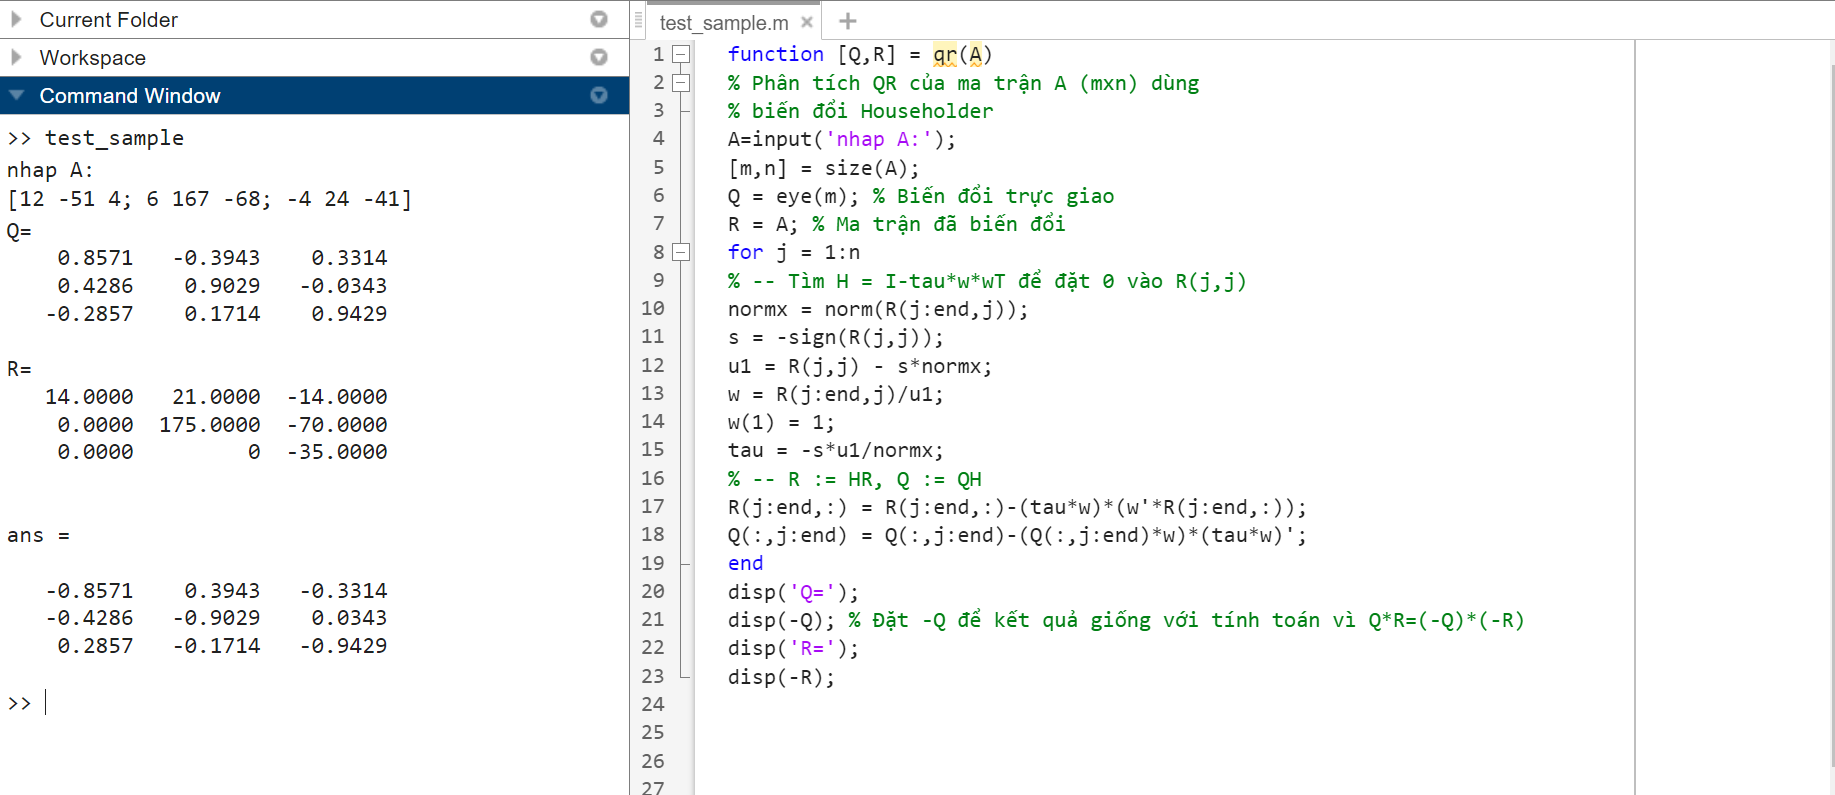 Current Folder
Workspace
Command Window
>> test_sample
nhap A:
[12 -51 4; 6 167 -68; -4 24 -41]
Q=
0.8571 -0.3943 0.3314
0.4286 0.9029 -0.0343
-0.2857 0.1714 0.9429
R=
14.0000 21.0000 -14.0000
0.0000 175.0000 -70.0000
0.0000 0 -35.0000
ans =
-0.8571 0.3943 -0.3314
-0.4286 -0.9029 0.0343
0.2857 -0.1714 -0.9429
>>
test_sample.m
1 function [Q,R] = qr(A)
2 % Phân tích QR của ma trận A (mxn) dùng
3 % biến đổi Householder
4 A=input('nhap A:');
5 [m,n] = size(A);
6 Q = eye(m); % Biến đổi trực giao
7 R = A; % Ma trận đã biến đổi
8 for j = 1:n
9 % -- Tìm H = I-tau*w*wT để đặt 0 vào R(j,j)
10 normx = norm(R(j:end,j));
11 s = -sign(R(j,j));
12 u1 = R(j,j) - s*normx;
13 w = R(j:end,j)/u1;
14 w(1) = 1;
15 tau = -s*u1/normx;
16 % -- R := HR, Q := QH
17 R(j:end,:) = R(j:end,:)-(tau*w)*(w'*R(j:end,:));
18 Q(:,j:end) = Q(:,j:end)-(Q(:,j:end)*w)*(tau*w)';
19 end
20 disp('Q=');
21 disp(-Q); % Đặt -Q để kết quả giống với tính toán vì Q*R=(-Q)*(-R)
22 disp('R=');
23 disp(-R);
24
25
26
27